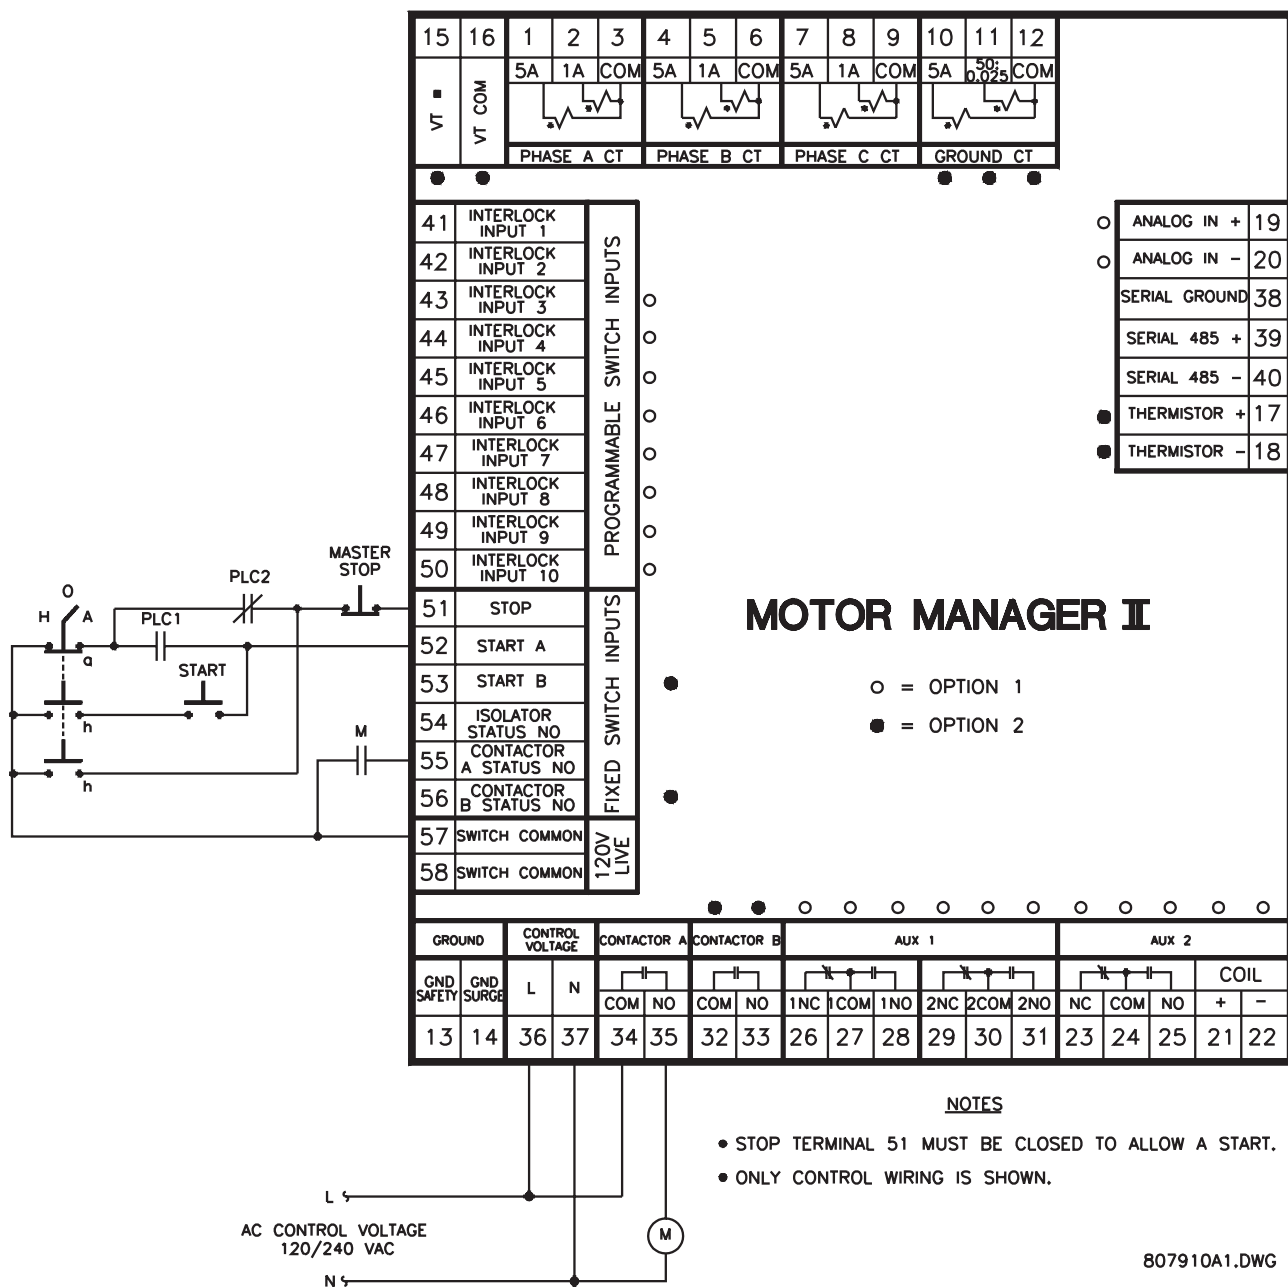 15 16 1 2 3 4 5 6 7 8 9 10 11 12
VT ■
VT COM
5A 1A COM 5A 1A COM 5A 1A COM 5A 50: 0.025 COM
PHASE A CT PHASE B CT PHASE C CT GROUND CT
41 INTERLOCK INPUT 1
42 INTERLOCK INPUT 2
43 INTERLOCK INPUT 3
44 INTERLOCK INPUT 4
45 INTERLOCK INPUT 5
46 INTERLOCK INPUT 6
47 INTERLOCK INPUT 7
48 INTERLOCK INPUT 8
49 INTERLOCK INPUT 9
50 INTERLOCK INPUT 10
PROGRAMMABLE SWITCH INPUTS
51 STOP
52 START A
53 START B
54 ISOLATOR STATUS NO
55 CONTACTOR A STATUS NO
56 CONTACTOR B STATUS NO
FIXED SWITCH INPUTS
57 SWITCH COMMON
58 SWITCH COMMON
120V LIVE
ANALOG IN + 19
ANALOG IN - 20
SERIAL GROUND 38
SERIAL 485 + 39
SERIAL 485 - 40
THERMISTOR + 17
THERMISTOR - 18
MASTER STOP
PLC2
O
H A
PLC1
a
START
h
M
h
MOTOR MANAGER II
○ = OPTION 1
● = OPTION 2
GROUND CONTROL VOLTAGE CONTACTOR A CONTACTOR B AUX 1 AUX 2
GND SAFETY GND SURGE L N COIL
COM NO COM NO 1NC 1COM 1NO 2NC 2COM 2NO NC COM NO + -
13 14 36 37 34 35 32 33 26 27 28 29 30 31 23 24 25 21 22
NOTES
● STOP TERMINAL 51 MUST BE CLOSED TO ALLOW A START.
● ONLY CONTROL WIRING IS SHOWN.
L
AC CONTROL VOLTAGE
120/240 VAC
M
N
807910A1.DWG